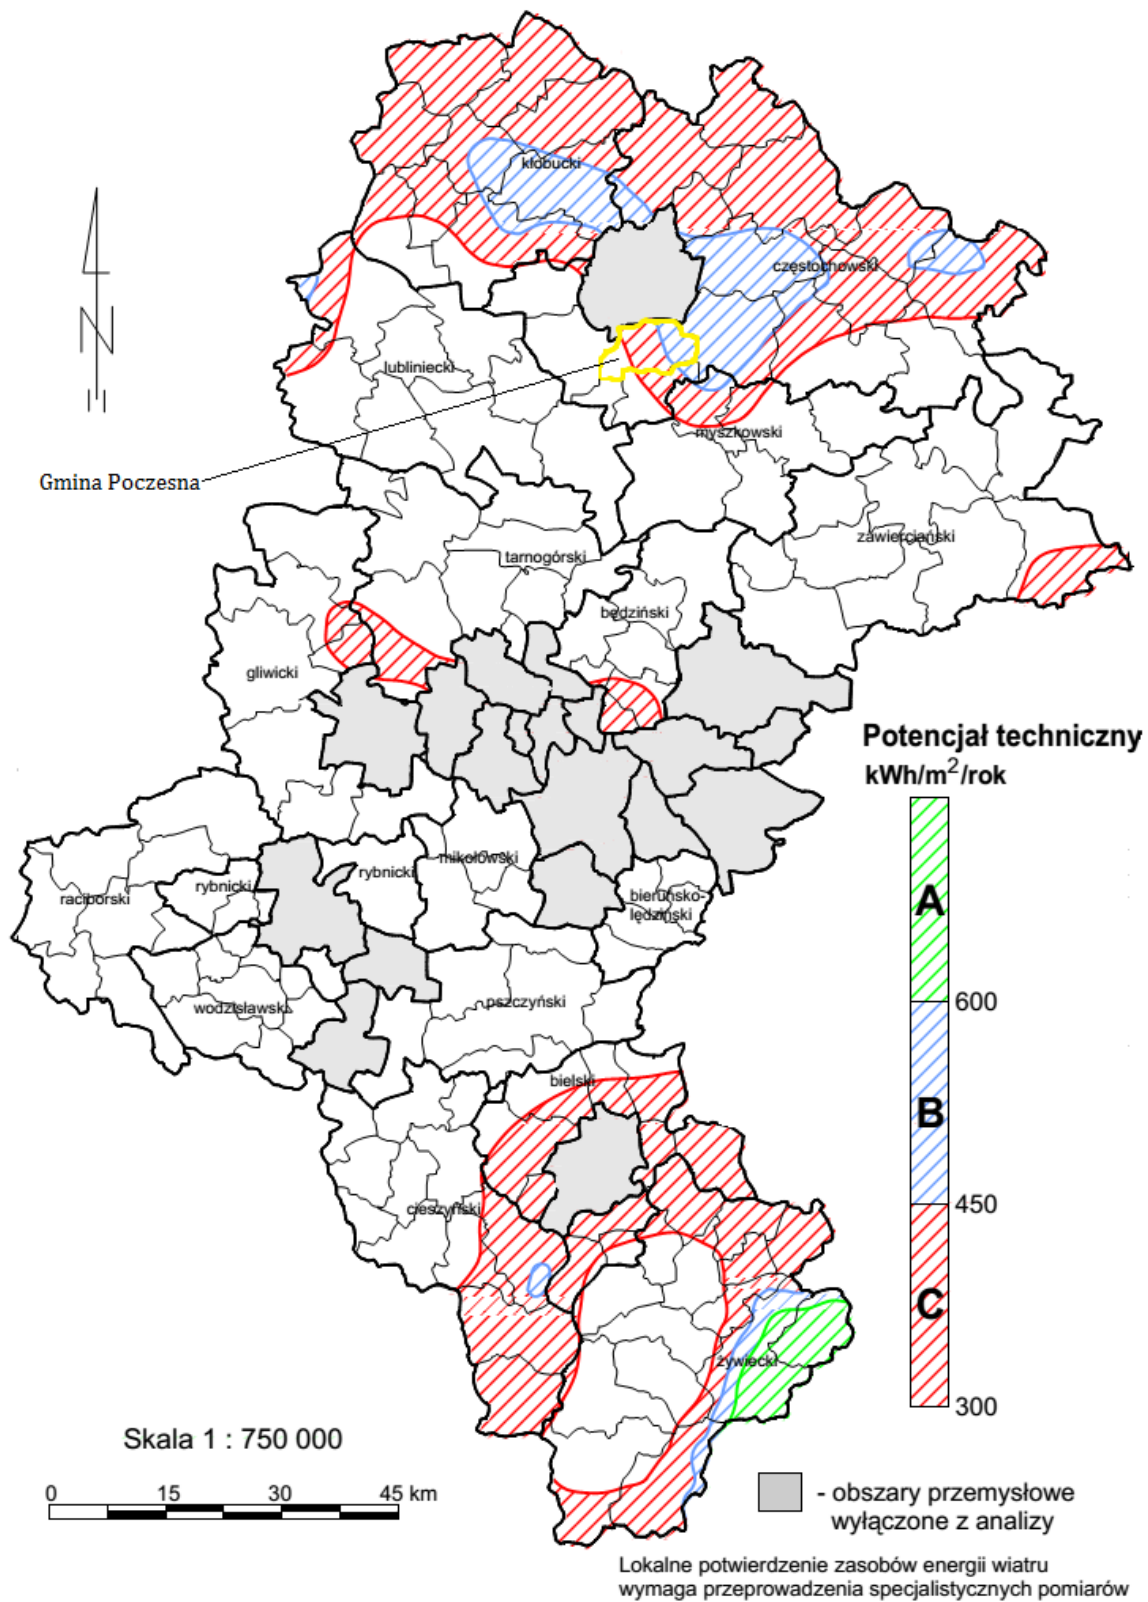 kłobucki
częstochowski
N
lubliniecki
myszkowski
Gmina Poczesna
zawierciański
tarnogórski
będziński
gliwicki
Potencjał techniczny
kWh/m²/rok
mikołowski
rybnicki
rybnicki
raciborski
bieruńsko-
lędziński
A
600
pszczyński
wodzisławski
bielski
B
450
cieszyński
C
żywiecki
300
Skala 1 : 750 000
0 15 30 45 km
- obszary przemysłowe
wyłączone z analizy
Lokalne potwierdzenie zasobów energii wiatru
wymaga przeprowadzenia specjalistycznych pomiarów